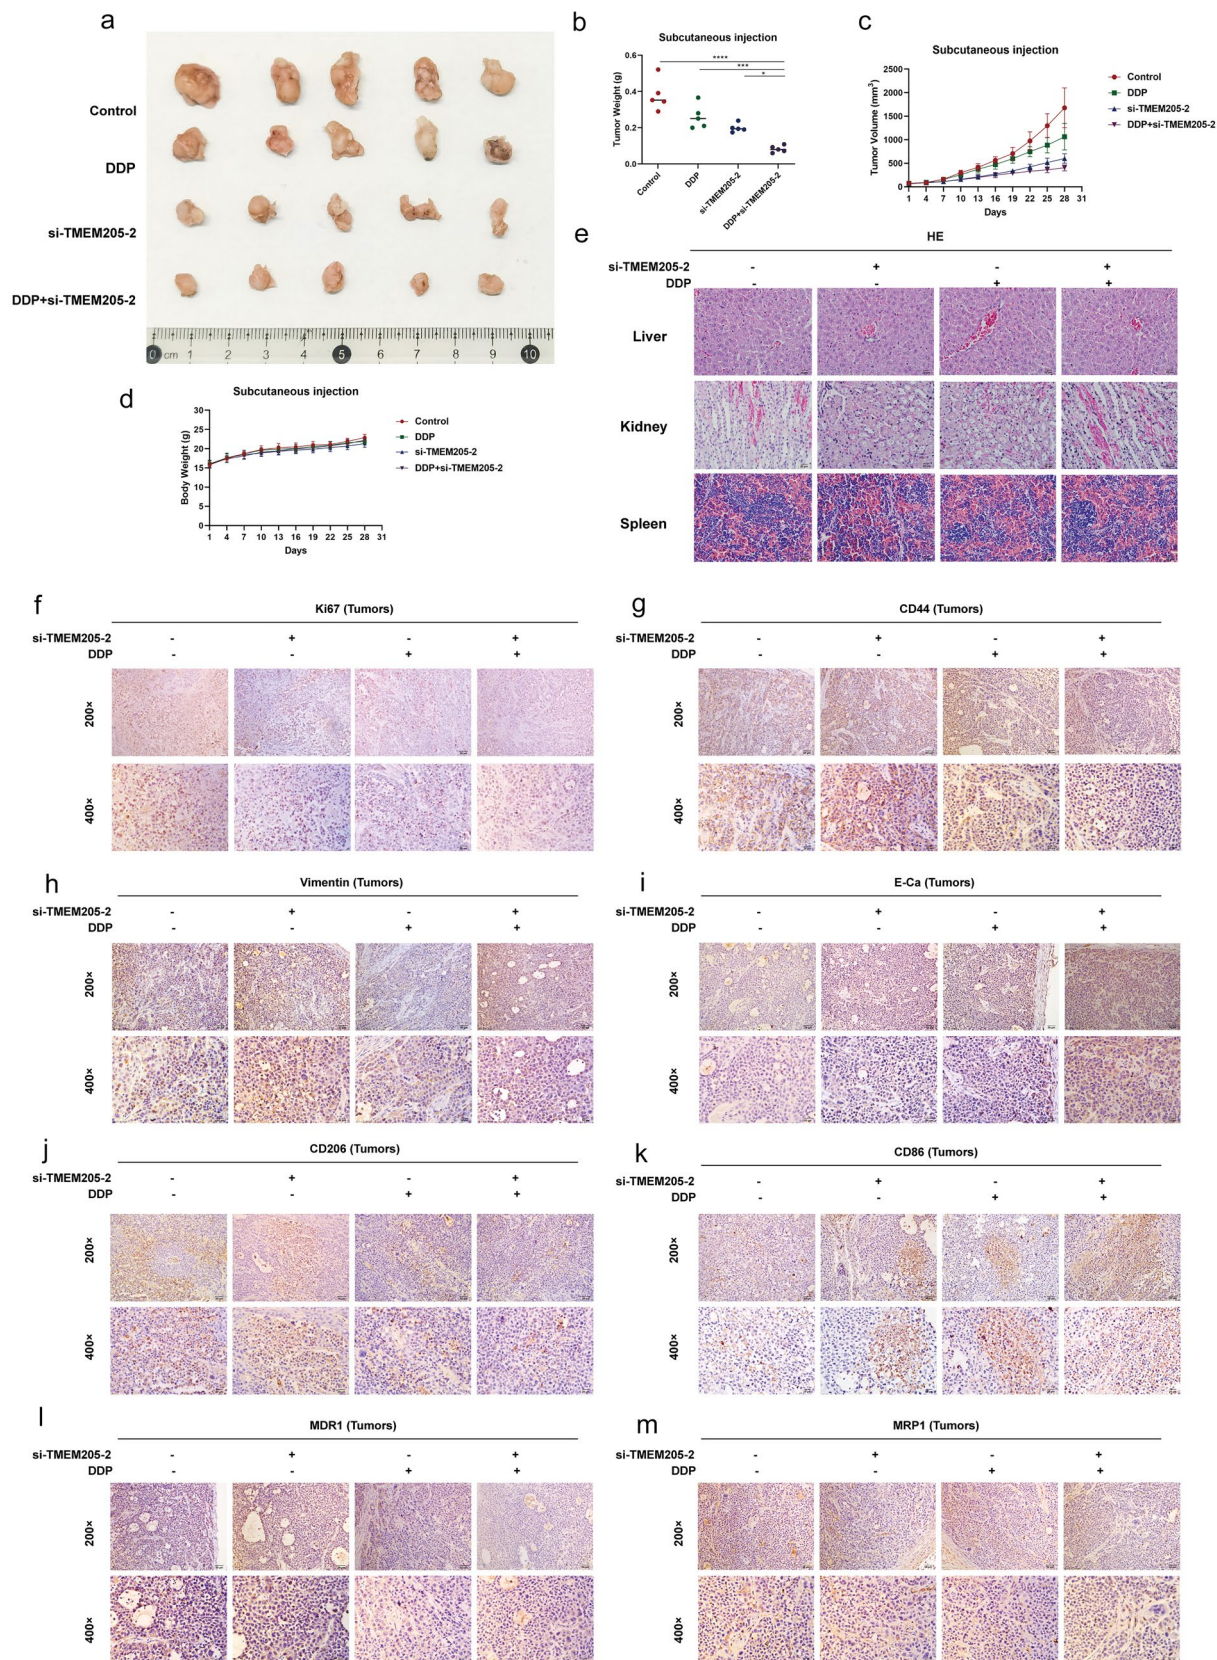 a
Control
DDP
si-TMEM205-2
DDP+si-TMEM205-2
0 cm 1 2 3 4 5 6 7 8 9 10
b
Subcutaneous injection
Tumor Weight (g)
0.6
0.4
0.2
0.0
****
***
*
Control
DDP
si-TMEM205-2
DDP+si-TMEM205-2
c
Subcutaneous injection
Tumor Volume (mm³)
2500
2000
1500
1000
500
0
1 4 7 10 13 16 19 22 25 28 31
Days
Control
DDP
si-TMEM205-2
DDP+si-TMEM205-2
d
Subcutaneous injection
Body Weight (g)
30
25
20
15
10
5
0
1 4 7 10 13 16 19 22 25 28 31
Days
Control
DDP
si-TMEM205-2
DDP+si-TMEM205-2
e
HE
si-TMEM205-2 - + - +
DDP - - + +
Liver
Kidney
Spleen
f
Ki67 (Tumors)
si-TMEM205-2 - + - +
DDP - - + +
200×
400×
g
CD44 (Tumors)
si-TMEM205-2 - + - +
DDP - - + +
200×
400×
h
Vimentin (Tumors)
si-TMEM205-2 - + - +
DDP - - + +
200×
400×
i
E-Ca (Tumors)
si-TMEM205-2 - + - +
DDP - - + +
200×
400×
j
CD206 (Tumors)
si-TMEM205-2 - + - +
DDP - - + +
200×
400×
k
CD86 (Tumors)
si-TMEM205-2 - + - +
DDP - - + +
200×
400×
l
MDR1 (Tumors)
si-TMEM205-2 - + - +
DDP - - + +
200×
400×
m
MRP1 (Tumors)
si-TMEM205-2 - + - +
DDP - - + +
200×
400×